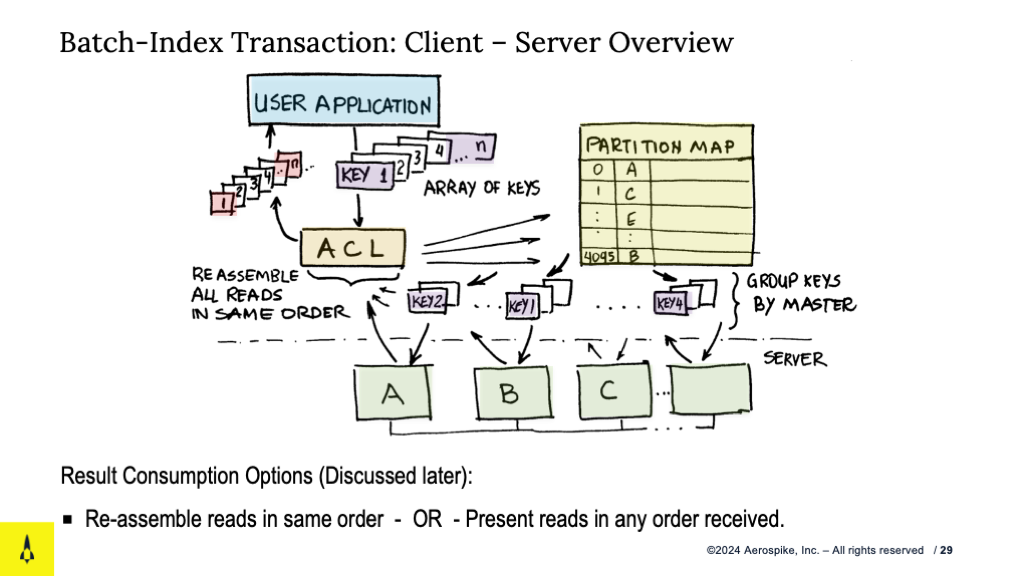 Batch-Index Transaction: Client – Server Overview
USER APPLICATION
KEY 1 2 3 4 ... n
ARRAY OF KEYS
1 2 3 4 .. n ...
ACL
REASSEMBLE
ALL READS
IN SAME ORDER
PARTITION MAP
0 A
1 C
: E
: :
4095 B
KEY2 ... KEY1 .... KEY4
GROUP KEYS
BY MASTER
SERVER
A B C ...
...
Result Consumption Options (Discussed later):
▪ Re-assemble reads in same order - OR - Present reads in any order received.
©2024 Aerospike, Inc. – All rights reserved / 29